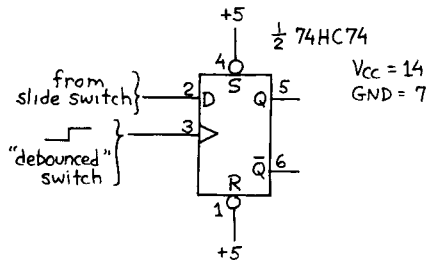 +5
½ 74HC74
Vcc = 14
GND = 7
4
S
from
slide switch
2 D Q 5
3
"debounced"
switch
Q̅ 6
R
1
+5